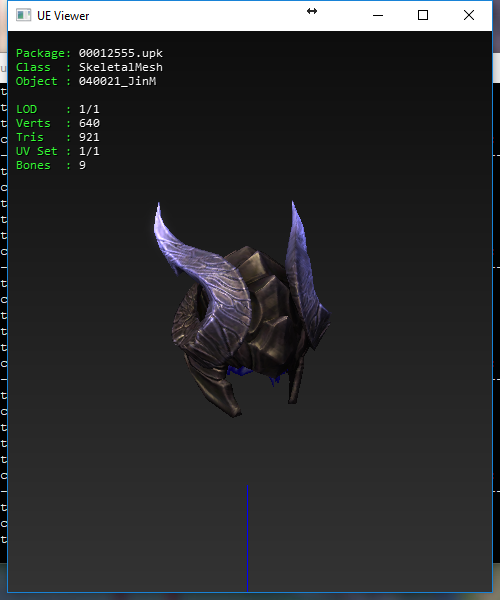 UE Viewer
Package: 00012555.upk
Class : SkeletalMesh
Object : 040021_JinM
LOD : 1/1
Verts : 640
Tris : 921
UV Set : 1/1
Bones : 9